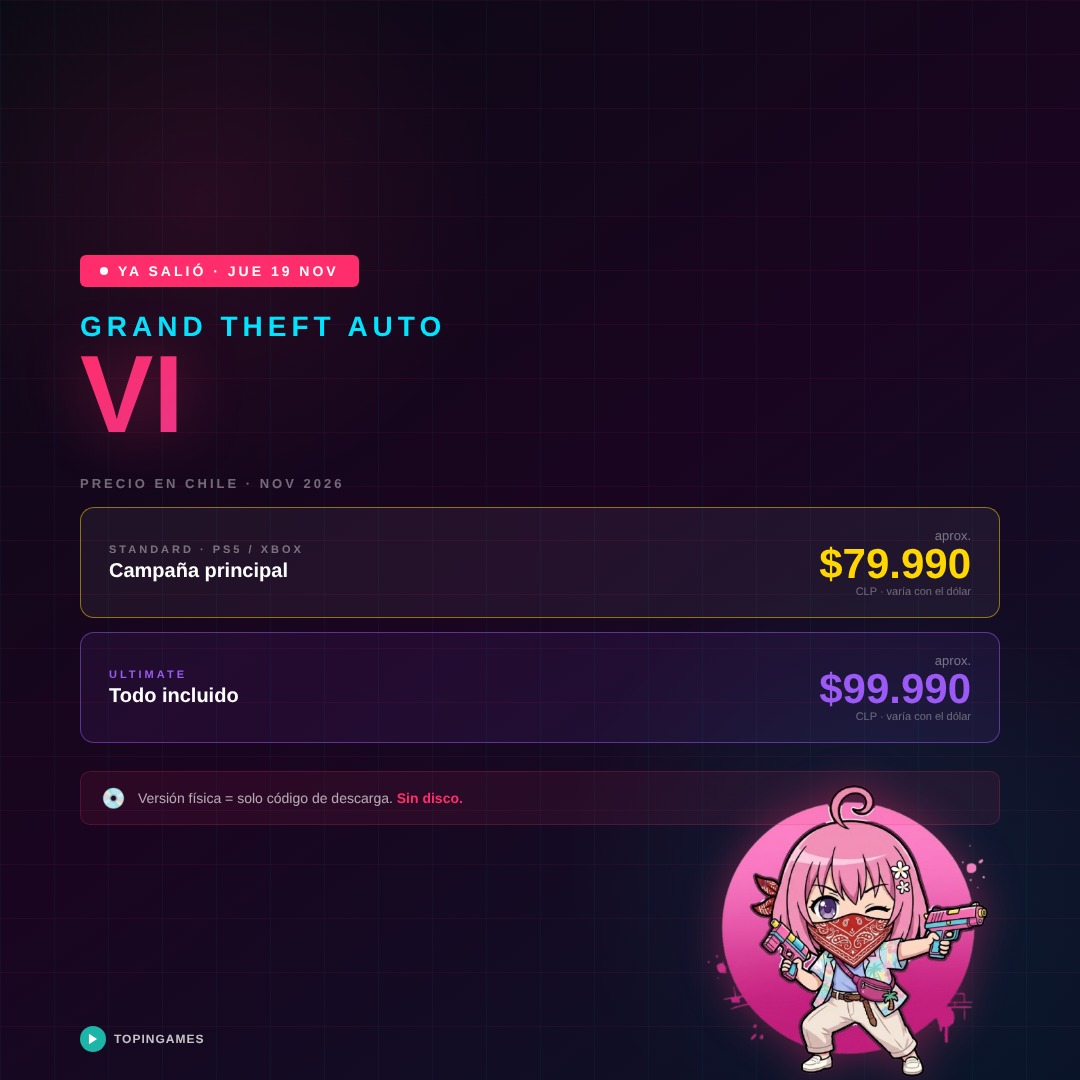 YA SALIÓ · JUE 19 NOV
GRAND THEFT AUTO
VI
PRECIO EN CHILE · NOV 2026
STANDARD · PS5 / XBOX
Campaña principal
aprox.
$79.990
CLP · varía con el dólar
ULTIMATE
Todo incluido
aprox.
$99.990
CLP · varía con el dólar
Versión física = solo código de descarga. Sin disco.
TOPINGAMES